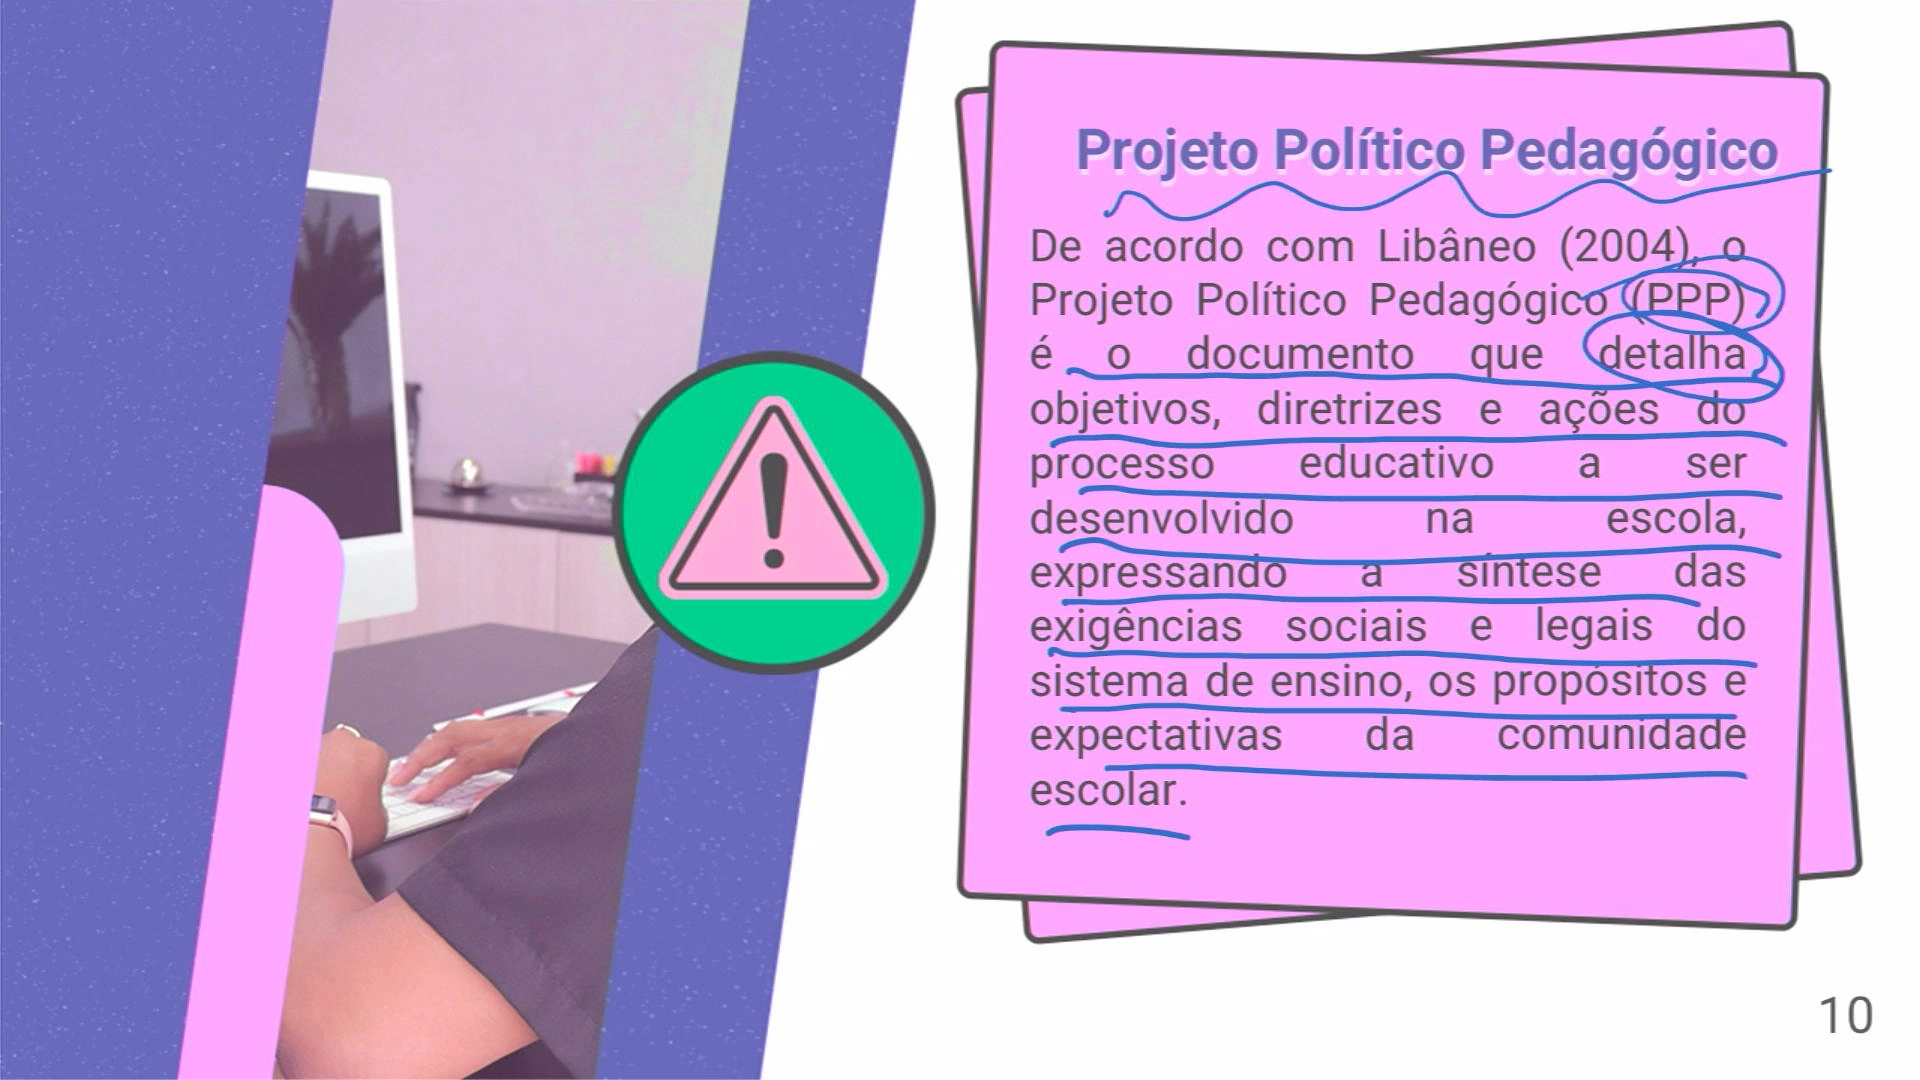 Projeto Político Pedagógico
De acordo com Libâneo (2004), o
Projeto Político Pedagógico (PPP)
é o documento que detalha
objetivos, diretrizes e ações do
processo educativo a ser
desenvolvido na escola,
expressando a síntese das
exigências sociais e legais do
sistema de ensino, os propósitos e
expectativas da comunidade
escolar.
10